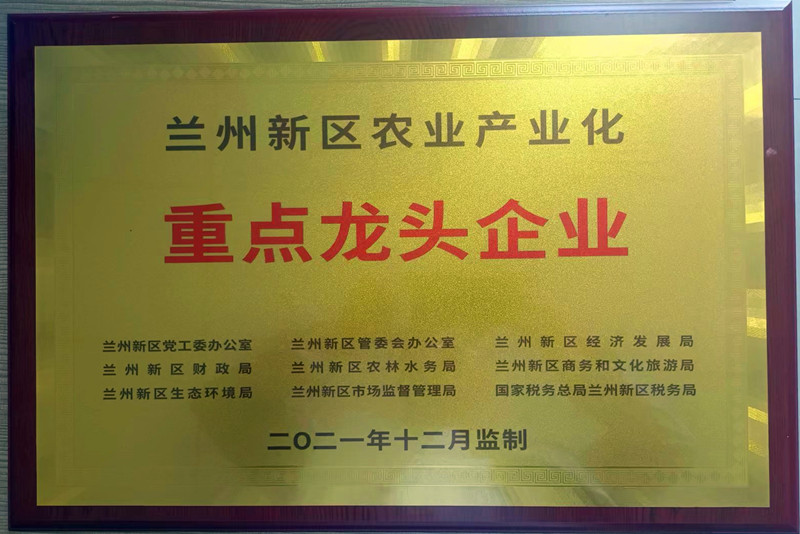 兰州新区农业产业化
重点龙头企业
兰州新区党工委办公室 兰州新区管委会办公室 兰州新区经济发展局
兰州新区财政局 兰州新区农林水务局 兰州新区商务和文化旅游局
兰州新区生态环境局 兰州新区市场监督管理局 国家税务总局兰州新区税务局
二〇二一年十二月监制